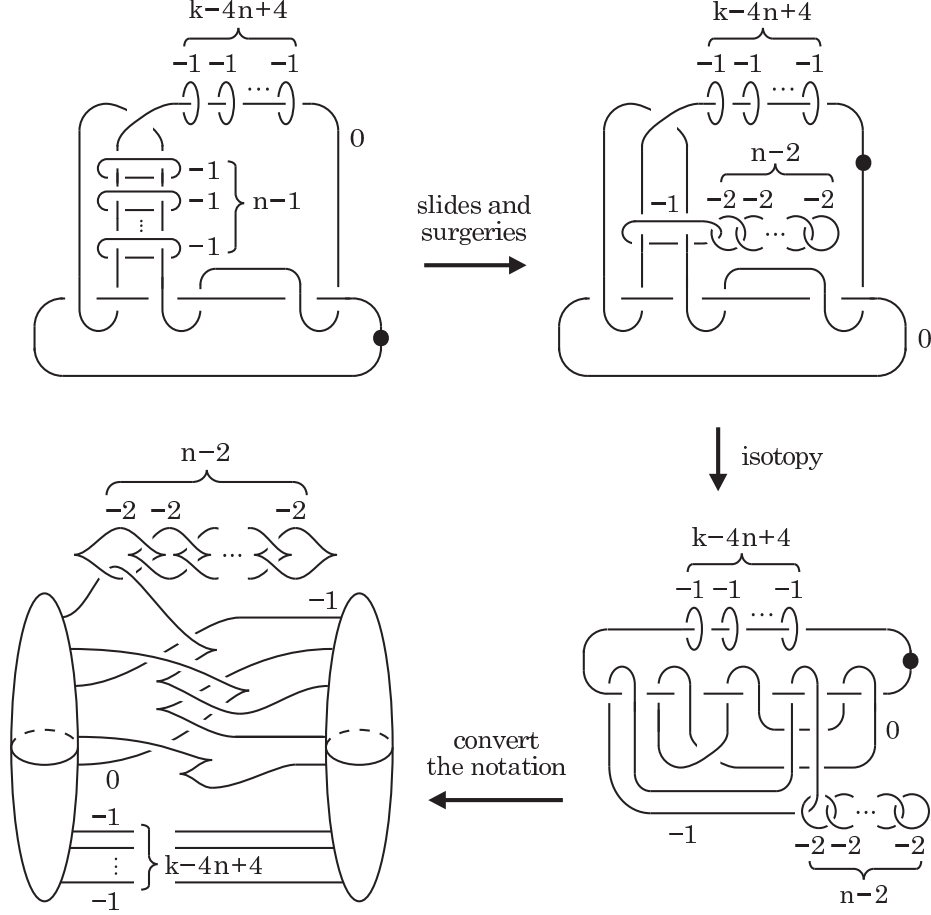 k−4n+4
−1 −1 ... −1
0
−1
−1
...
−1
n−1
slides and
surgeries
k−4n+4
−1 −1 ... −1
n−2
−1
−2 −2 −2
...
0
isotopy
n−2
−2 −2 −2
...
−1
0
−1
...
−1
k−4n+4
convert
the notation
k−4n+4
−1 −1 ... −1
0
...
−1
−2 −2 −2
n−2